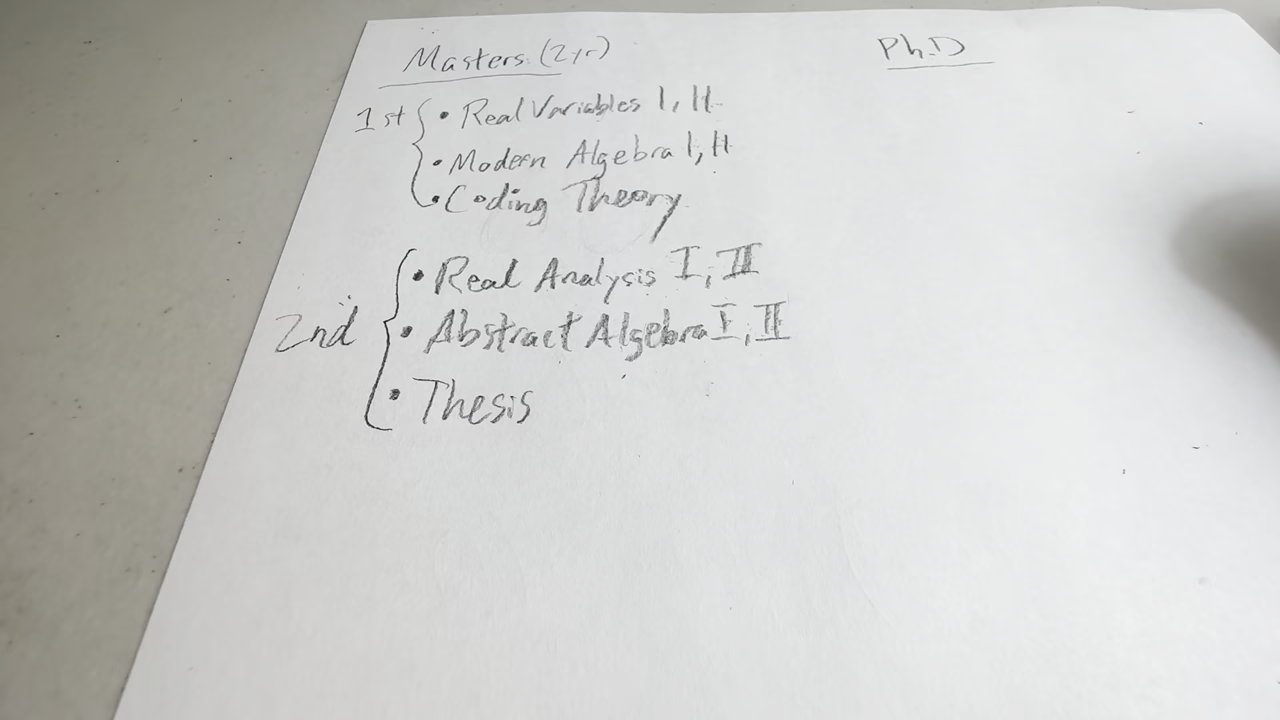 Masters (2yr)
Ph.D
1st { • Real Variables I, II
• Modern Algebra I, II
• Coding Theory
2nd { • Real Analysis I, II
• Abstract Algebra I, II
• Thesis